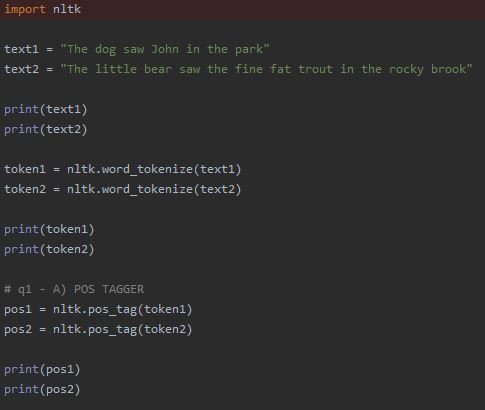 import nltk
text1 = "The dog saw John in the park"
text2 = "The little bear saw the fine fat trout in the rocky brook"
print(text1)
print(text2)
token1 = nltk.word_tokenize(text1)
token2 = nltk.word_tokenize(text2)
print(token1)
print(token2)
# q1 - A) POS TAGGER
pos1 = nltk.pos_tag(token1)
pos2 = nltk.pos_tag(token2)
print(pos1)
print(pos2)